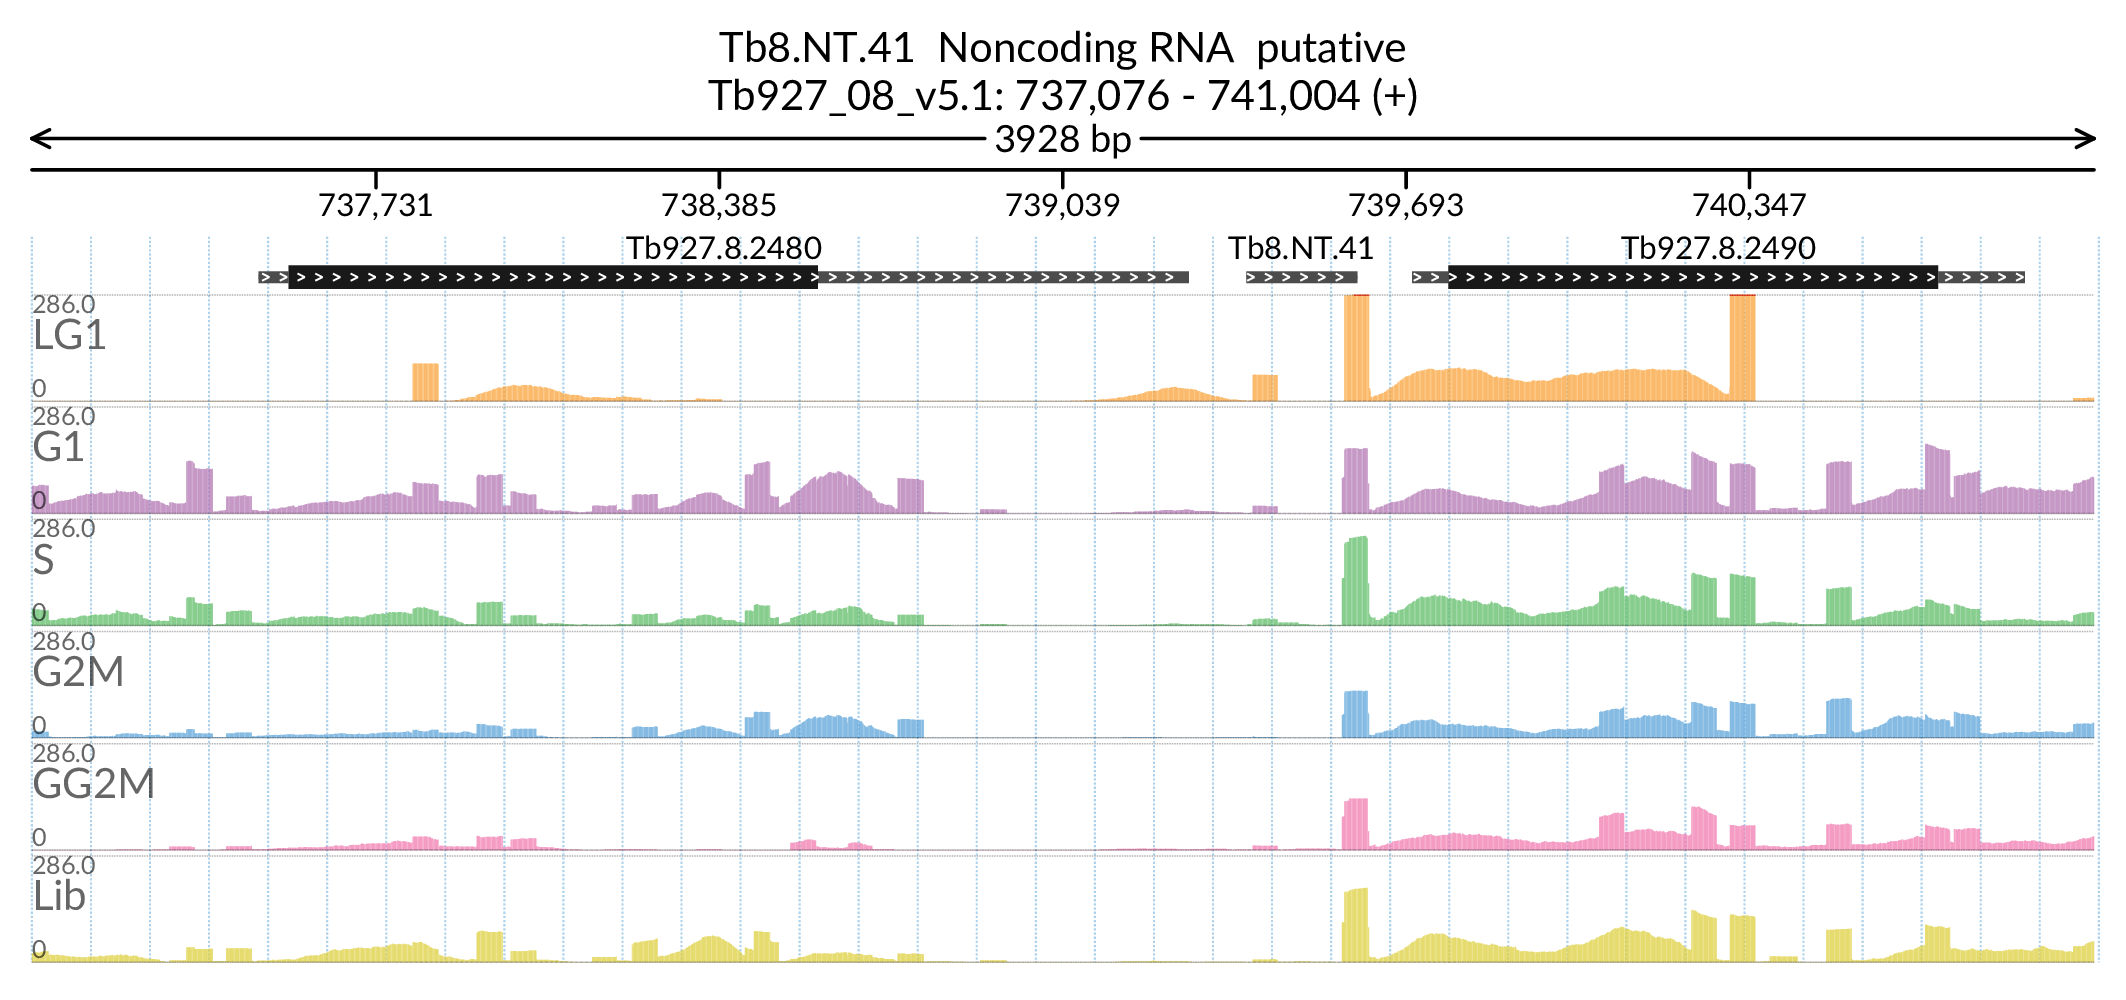 Tb8.NT.41 Noncoding RNA putative
Tb927_08_v5.1: 737,076 - 741,004 (+)
3928 bp
737,731 738,385 739,039 739,693 740,347
Tb927.8.2480 Tb8.NT.41 Tb927.8.2490
286.0
LG1
0
286.0
G1
0
286.0
S
0
286.0
G2M
0
286.0
GG2M
0
286.0
Lib
0